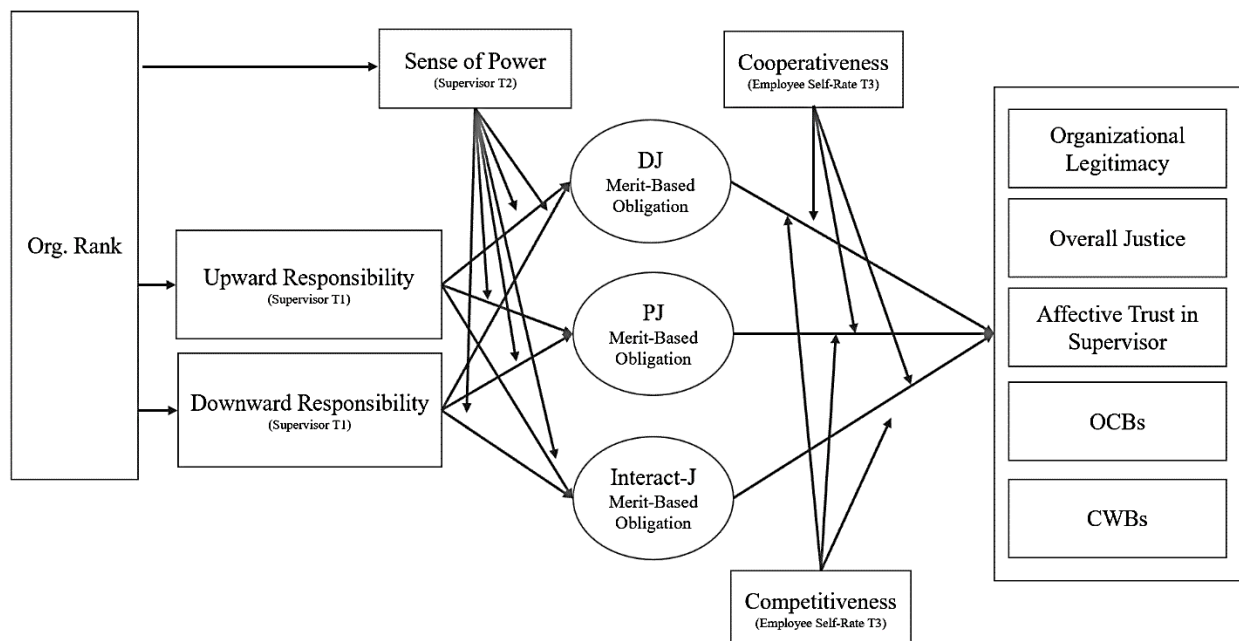 Org. Rank
Sense of Power
(Supervisor T2)
Upward Responsibility
(Supervisor T1)
Downward Responsibility
(Supervisor T1)
DJ
Merit-Based
Obligation
PJ
Merit-Based
Obligation
Interact-J
Merit-Based
Obligation
Cooperativeness
(Employee Self-Rate T3)
Competitiveness
(Employee Self-Rate T3)
Organizational
Legitimacy
Overall Justice
Affective Trust in
Supervisor
OCBs
CWBs